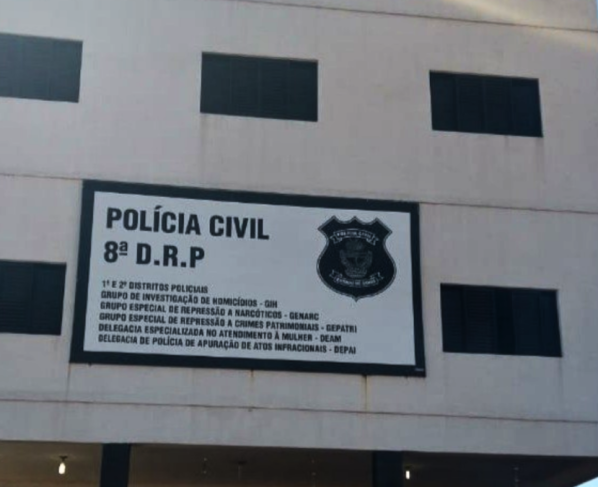 POLÍCIA CIVIL
8ª D.R.P
1º E 2º DISTRITOS POLICIAIS
GRUPO DE INVESTIGAÇÃO DE HOMICÍDIOS - GIH
GRUPO ESPECIAL DE REPRESSÃO A NARCÓTICOS - GENARC
GRUPO ESPECIAL DE REPRESSÃO A CRIMES PATRIMONIAIS - GEPATRI
DELEGACIA ESPECIALIZADA NO ATENDIMENTO À MULHER - DEAM
DELEGACIA DE POLICIA DE APURAÇÃO DE ATOS INFRACIONAIS - DEPAI
POLÍCIA CIVIL